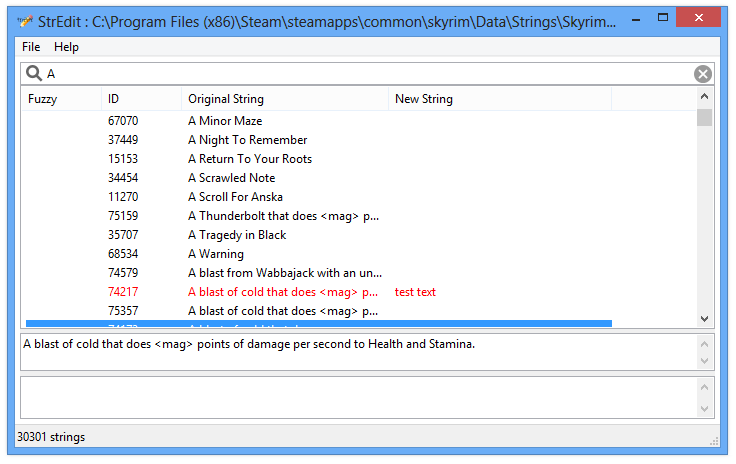 StrEdit : C:\Program Files (x86)\Steam\steamapps\common\skyrim\Data\Strings\Skyrim...
File Help
A
Fuzzy ID Original String New String
67070 A Minor Maze
37449 A Night To Remember
15153 A Return To Your Roots
34454 A Scrawled Note
11270 A Scroll For Anska
75159 A Thunderbolt that does <mag> p...
35707 A Tragedy in Black
68534 A Warning
74579 A blast from Wabbajack with an un...
74217 A blast of cold that does <mag> p... test text
75357 A blast of cold that does <mag> p...
A blast of cold that does <mag> points of damage per second to Health and Stamina.
30301 strings